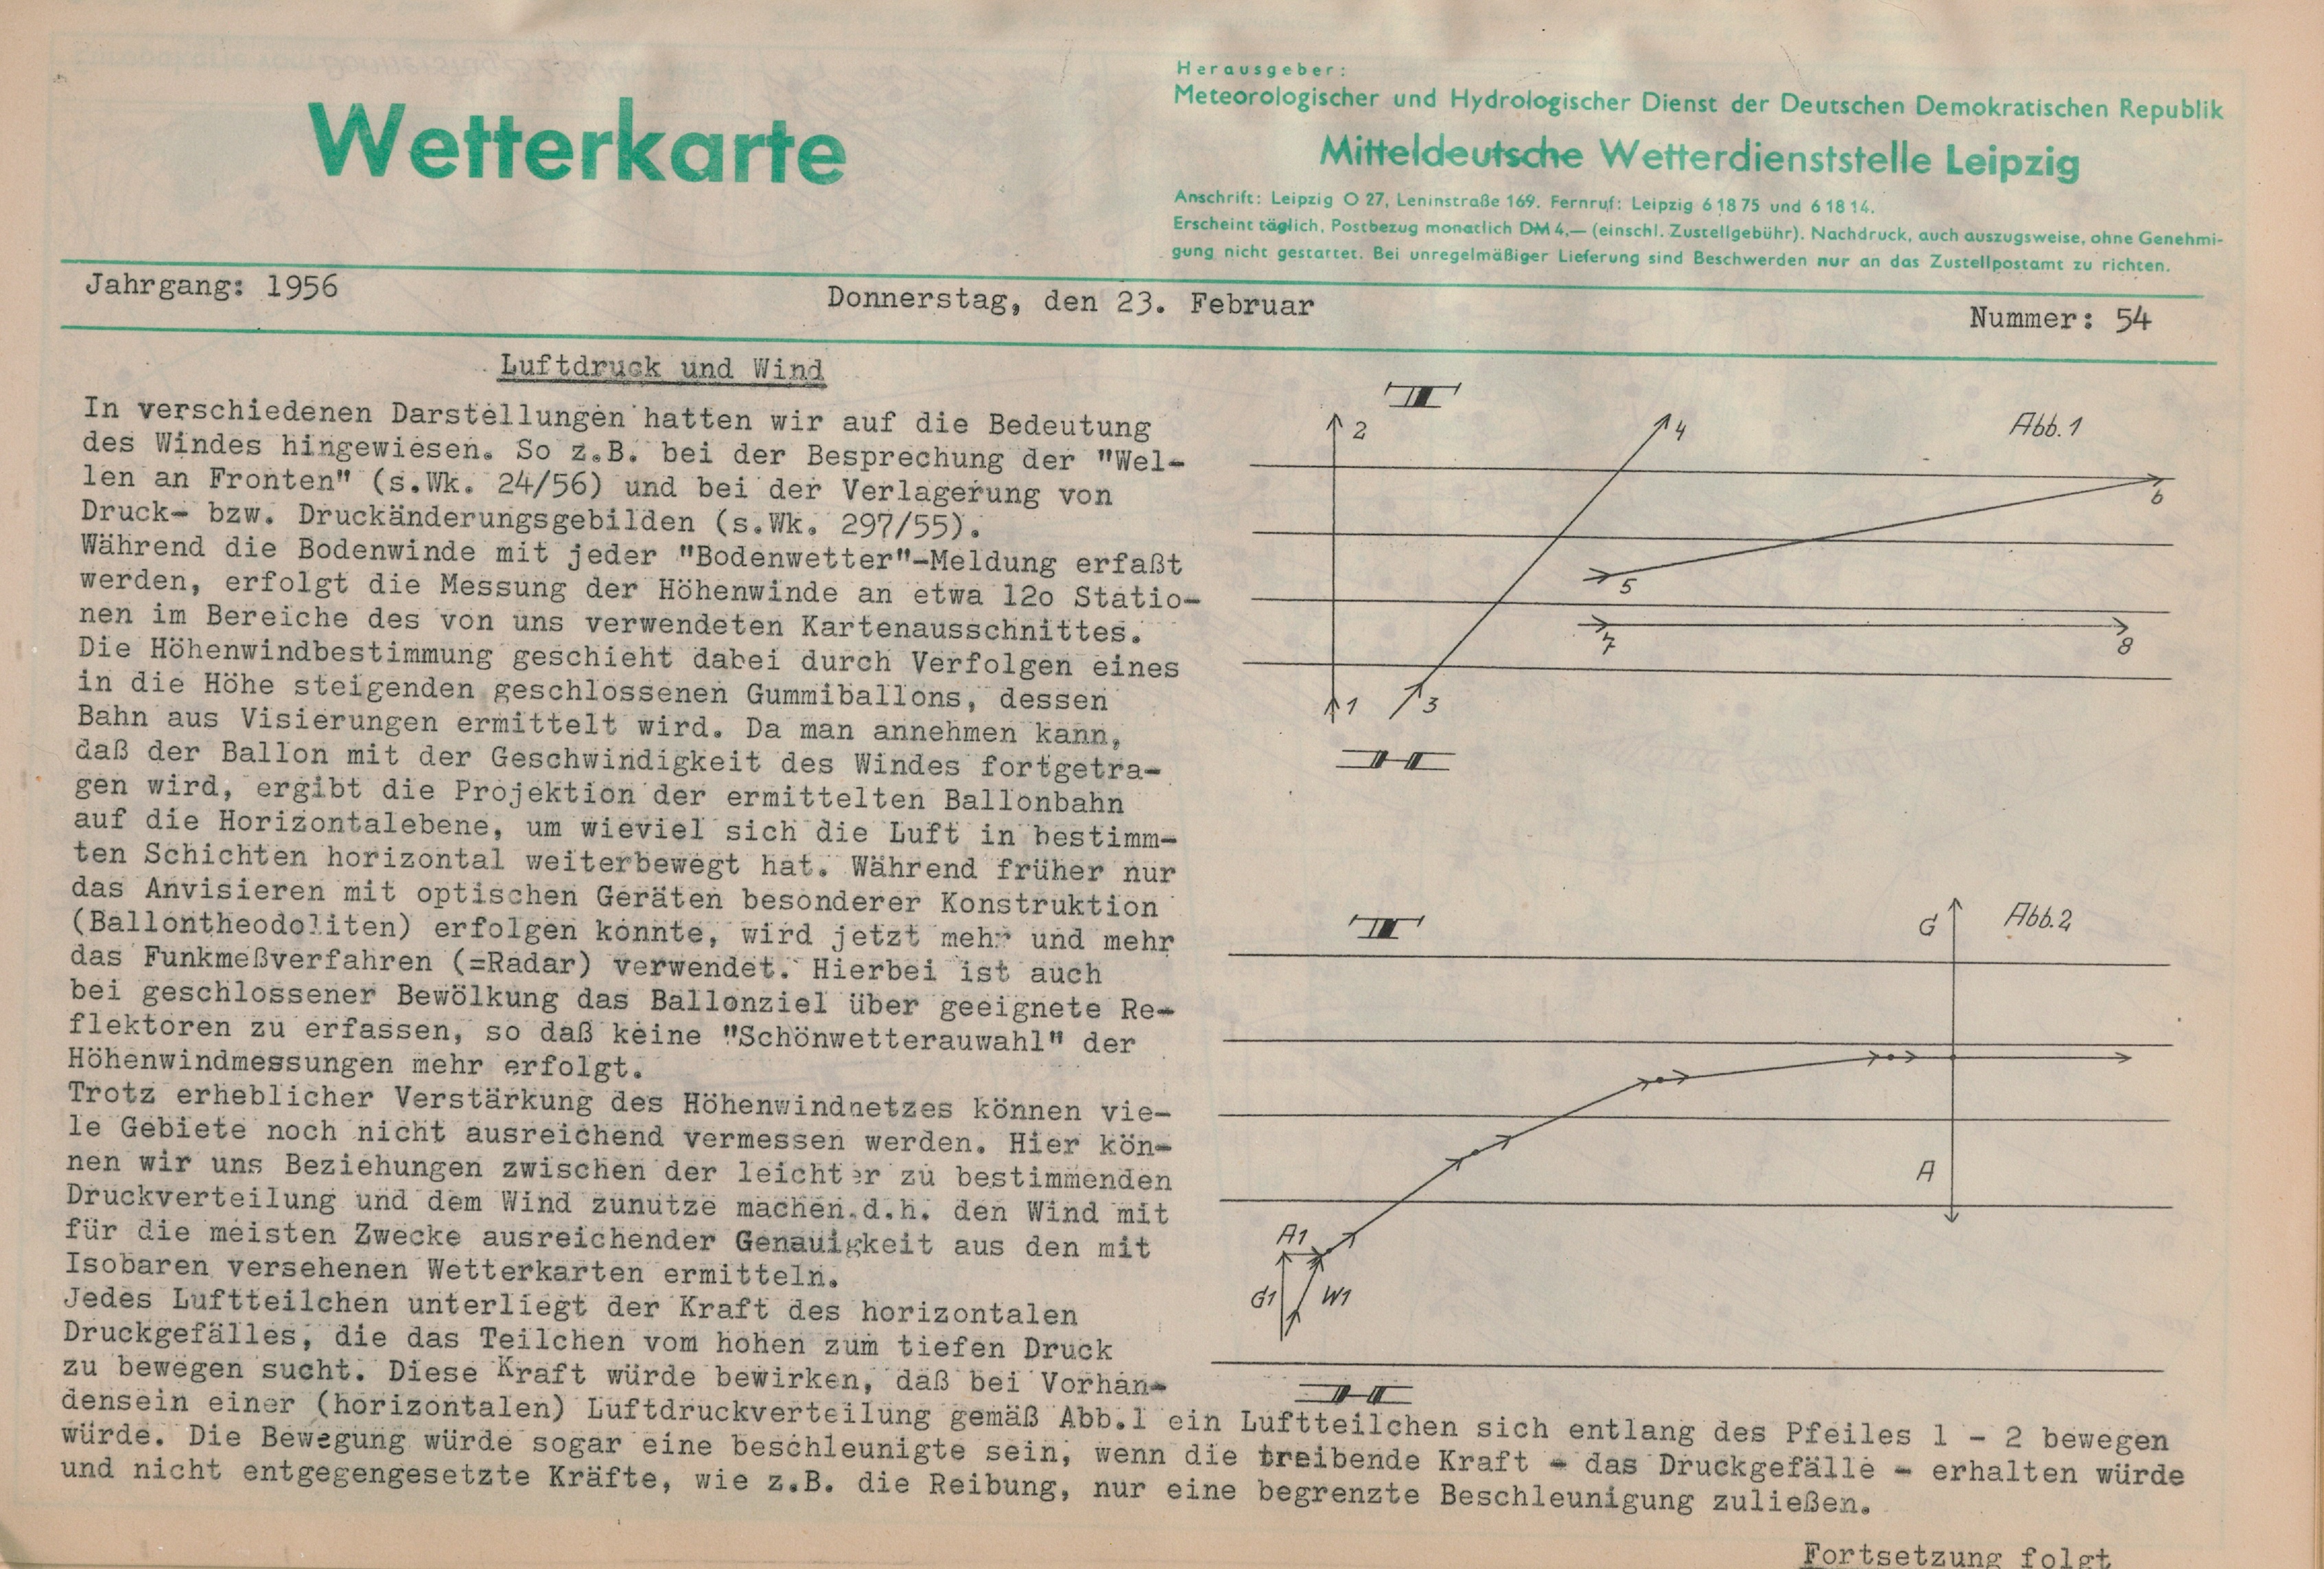 Herausgeber:
Meteorologischer und Hydrologischer Dienst der Deutschen Demokratischen Republik
Wetterkarte
Mitteldeutsche Wetterdienststelle Leipzig
Anschrift: Leipzig O 27, Leninstraße 169. Fernruf: Leipzig 6 18 75 und 6 18 14.
Erscheint täglich, Postbezug monatlich DM 4,— (einschl. Zustellgebühr). Nachdruck, auch auszugsweise, ohne Genehmi-
gung nicht gestattet. Bei unregelmäßiger Lieferung sind Beschwerden nur an das Zustellpostamt zu richten.
Jahrgang: 1956
Donnerstag, den 23. Februar
Nummer: 54
Luftdruck und Wind
In verschiedenen Darstellungen hatten wir auf die Bedeutung
des Windes hingewiesen. So z.B. bei der Besprechung der "Wel-
len an Fronten" (s.Wk. 24/56) und bei der Verlagerung von
Druck- bzw. Druckänderungsgebilden (s.Wk. 297/55).
Während die Bodenwinde mit jeder "Bodenwetter"-Meldung erfaßt
werden, erfolgt die Messung der Höhenwinde an etwa 12o Statio-
nen im Bereiche des von uns verwendeten Kartenausschnittes.
Die Höhenwindbestimmung geschieht dabei durch Verfolgen eines
in die Höhe steigenden geschlossenen Gummiballons, dessen
Bahn aus Visierungen ermittelt wird. Da man annehmen kann,
daß der Ballon mit der Geschwindigkeit des Windes fortgetra-
gen wird, ergibt die Projektion der ermittelten Ballonbahn
auf die Horizontalebene, um wieviel sich die Luft in bestimm-
ten Schichten horizontal weiterbewegt hat. Während früher nur
das Anvisieren mit optischen Geräten besonderer Konstruktion
(Ballontheodoliten) erfolgen konnte, wird jetzt mehr und mehr
das Funkmeßverfahren (=Radar) verwendet. Hierbei ist auch
bei geschlossener Bewölkung das Ballonziel über geeignete Re-
flektoren zu erfassen, so daß keine "Schönwetterauwahl" der
Höhenwindmessungen mehr erfolgt.
Trotz erheblicher Verstärkung des Höhenwindnetzes können vie-
le Gebiete noch nicht ausreichend vermessen werden. Hier kön-
nen wir uns Beziehungen zwischen der leichter zu bestimmenden
Druckverteilung und dem Wind zunutze machen.d.h. den Wind mit
für die meisten Zwecke ausreichender Genauigkeit aus den mit
Isobaren versehenen Wetterkarten ermitteln.
Jedes Luftteilchen unterliegt der Kraft des horizontalen
Druckgefälles, die das Teilchen vom hohen zum tiefen Druck
zu bewegen sucht. Diese Kraft würde bewirken, daß bei Vorhan-
densein einer (horizontalen) Luftdruckverteilung gemäß Abb.1 ein Luftteilchen sich entlang des Pfeiles 1 - 2 bewegen
würde. Die Bewegung würde sogar eine beschleunigte sein, wenn die treibende Kraft - das Druckgefälle - erhalten würde
und nicht entgegengesetzte Kräfte, wie z.B. die Reibung, nur eine begrenzte Beschleunigung zuließen.
Fortsetzung folgt
T
2
4
Abb.1
6
5
7
8
1
3
H
T
G
Abb.2
A
A1
G1
W1
H